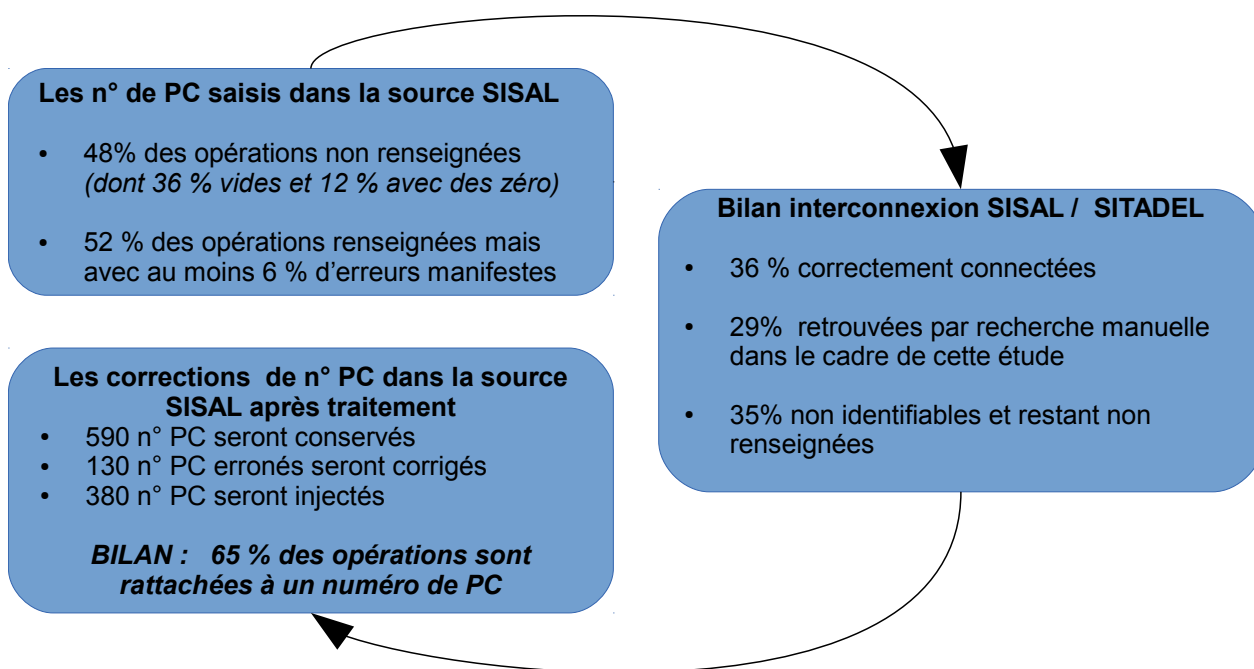 Les n° de PC saisis dans la source SISAL
• 48% des opérations non renseignées
(dont 36 % vides et 12 % avec des zéro)
• 52 % des opérations renseignées mais
avec au moins 6 % d'erreurs manifestes
Bilan interconnexion SISAL / SITADEL
• 36 % correctement connectées
• 29% retrouvées par recherche manuelle
dans le cadre de cette étude
• 35% non identifiables et restant non
renseignées
Les corrections de n° PC dans la source
SISAL après traitement
• 590 n° PC seront conservés
• 130 n° PC erronés seront corrigés
• 380 n° PC seront injectés
BILAN : 65 % des opérations sont
rattachées à un numéro de PC